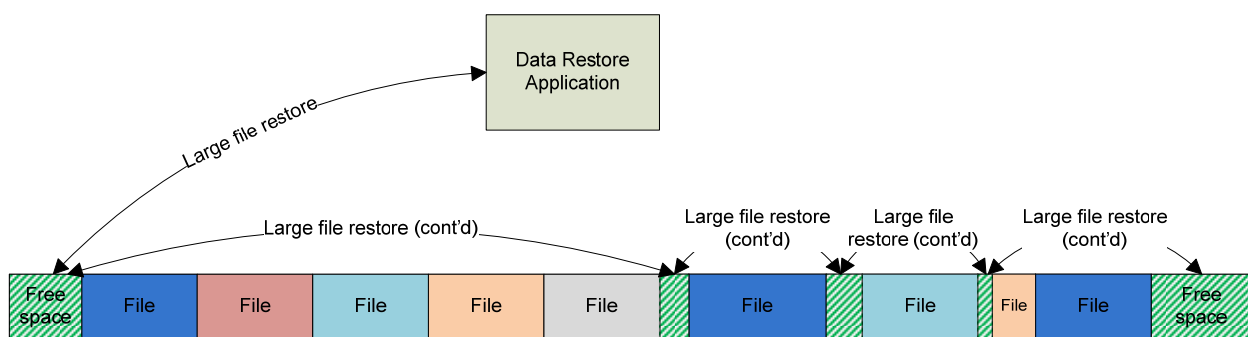 Data Restore
Application
Large file restore
Large file restore (cont'd)
Large file restore
(cont'd)
Large file
restore (cont'd)
Large file restore
(cont'd)
Free
space
File
File
File
File
File
File
File
File
File
Free
space